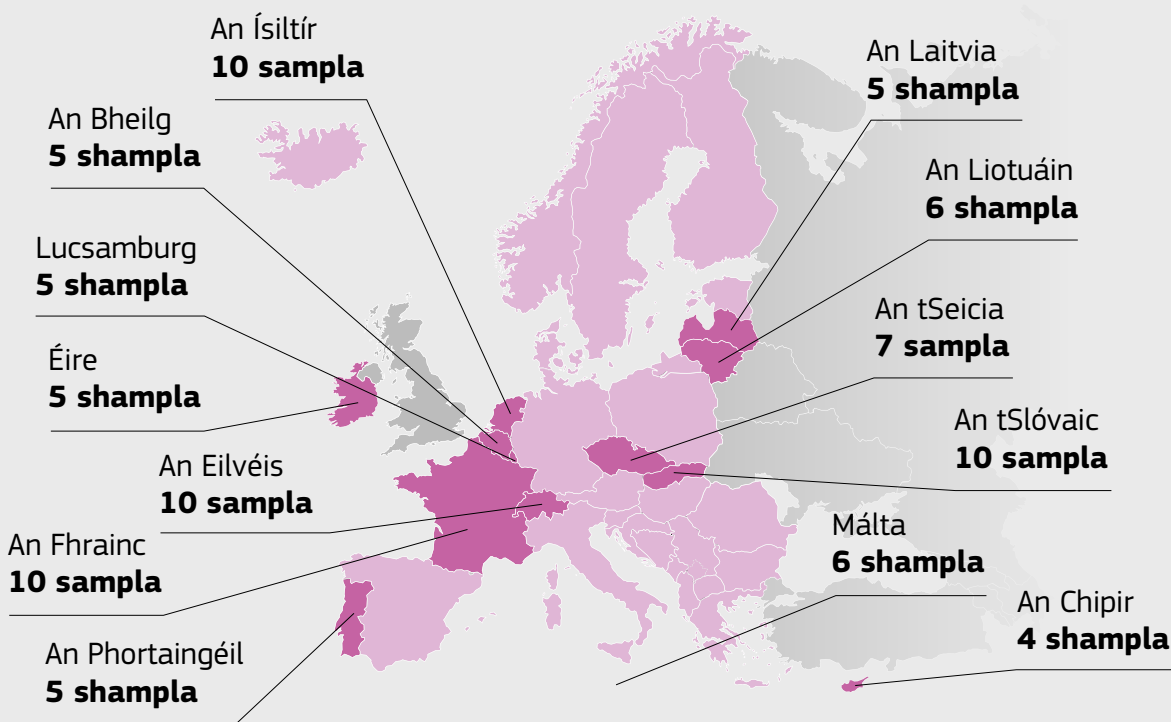 An Ísiltír
10 sampla
An Bheilg
5 shampla
Lucsamburg
5 shampla
Éire
5 shampla
An Eilvéis
10 sampla
An Fhrainc
10 sampla
An Phortaingéil
5 shampla
An Laitvia
5 shampla
An Liotuáin
6 shampla
An tSeicia
7 sampla
An tSlóvaic
10 sampla
Málta
6 shampla
An Chipir
4 shampla